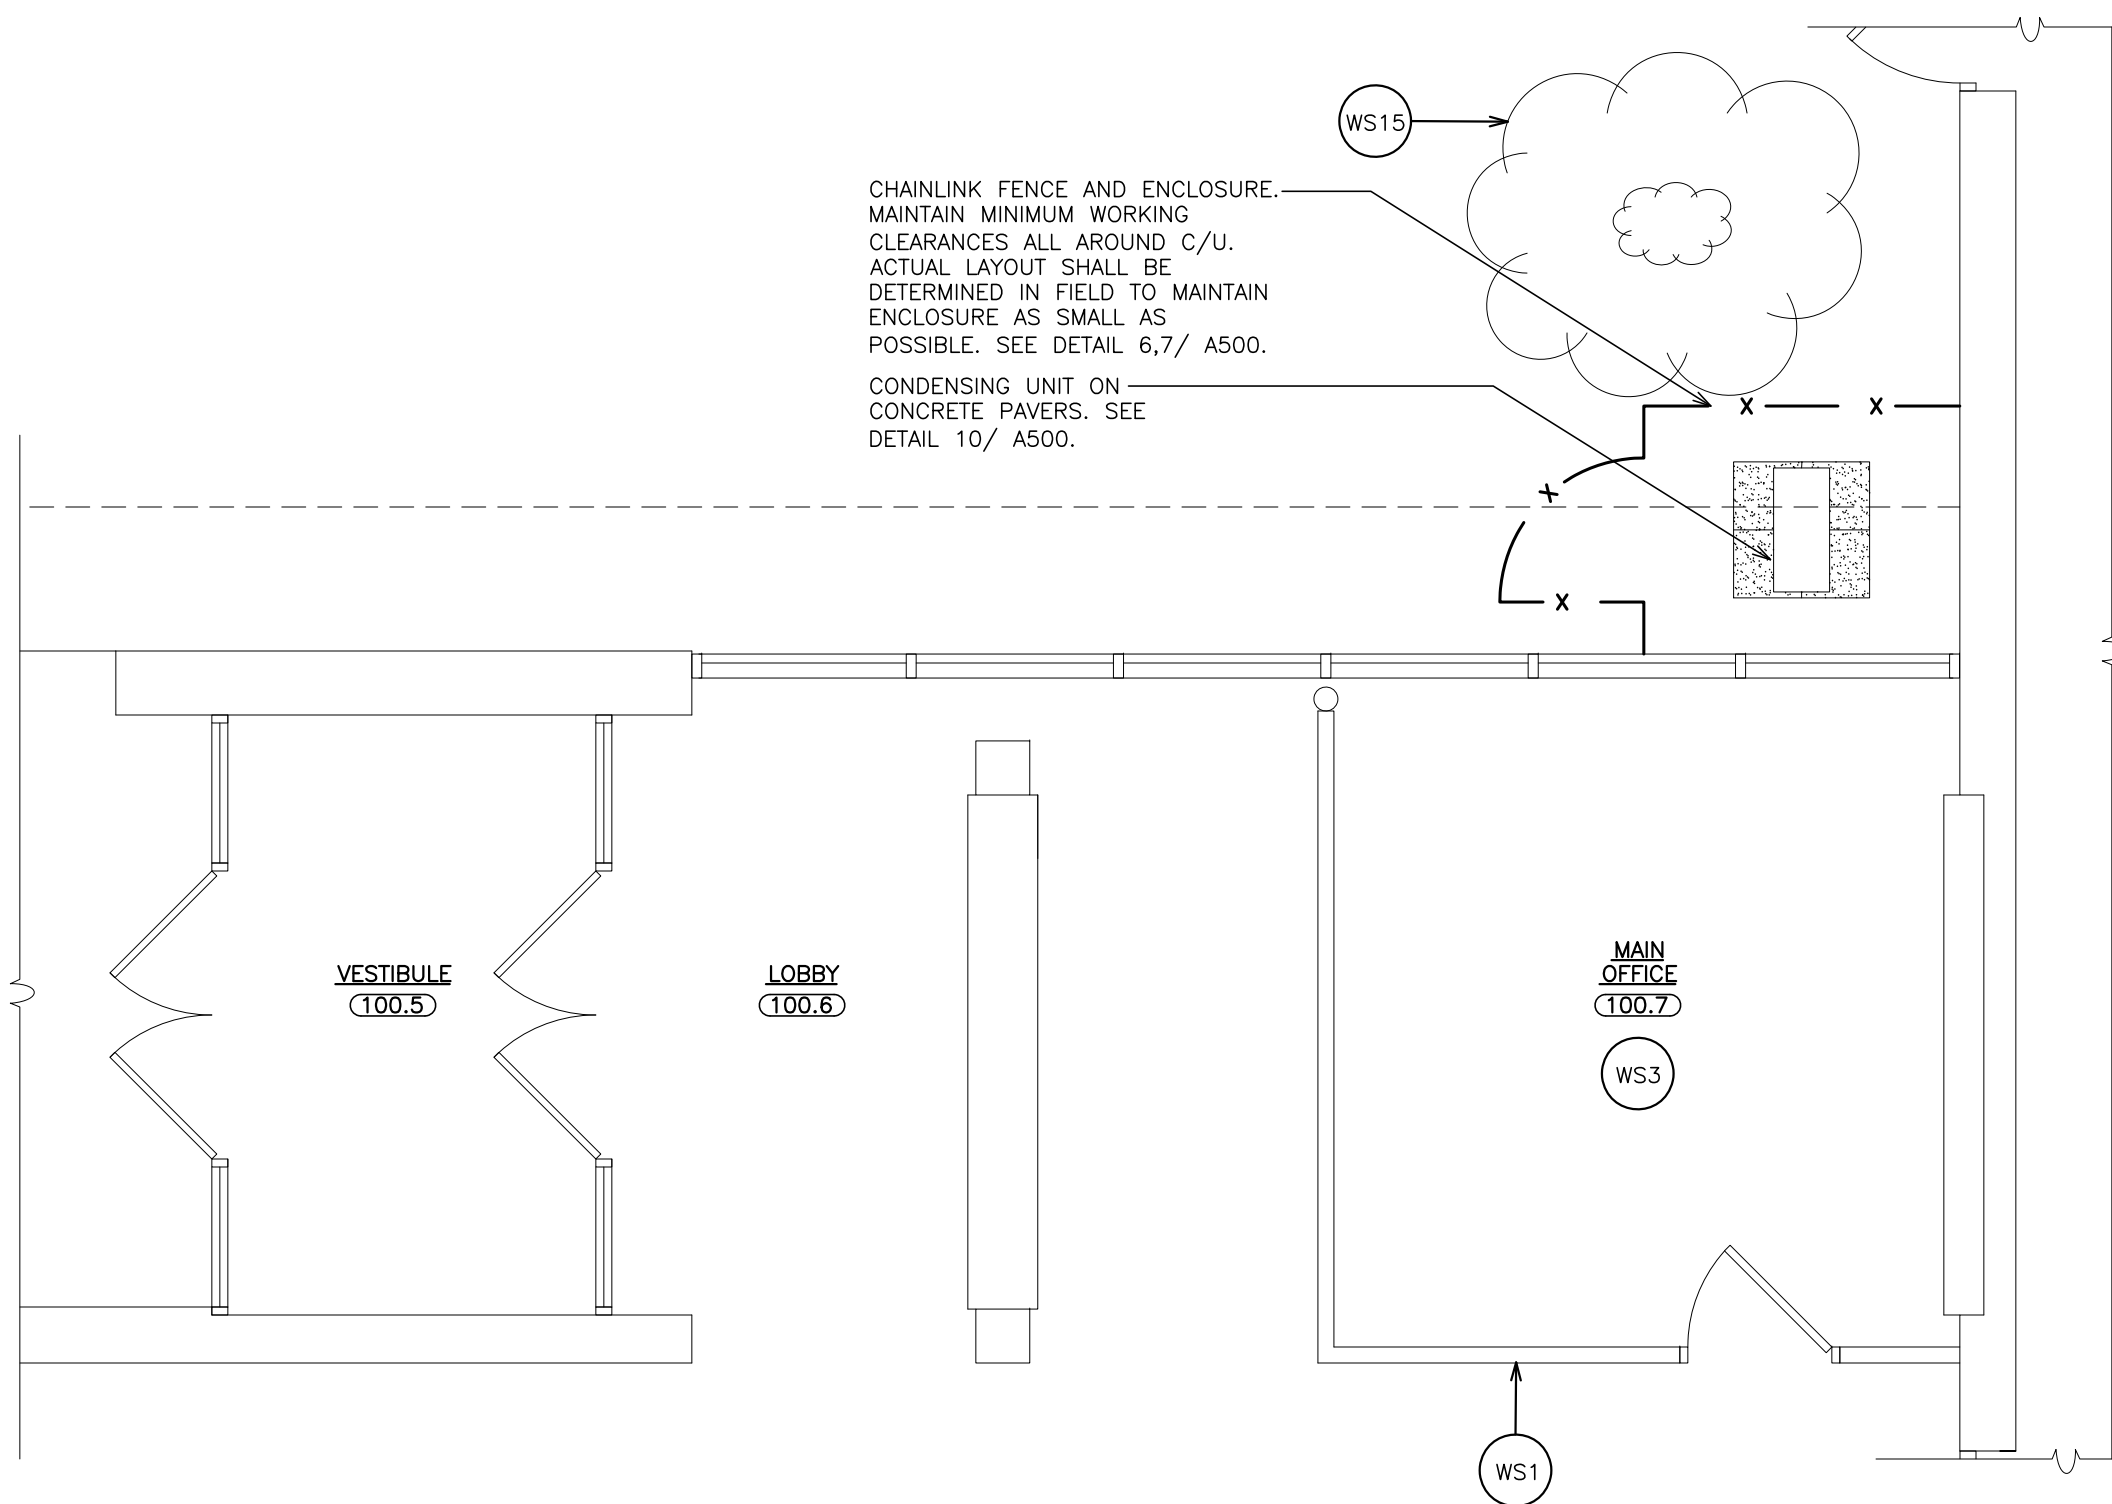 WS15
CHAINLINK FENCE AND ENCLOSURE.
MAINTAIN MINIMUM WORKING
CLEARANCES ALL AROUND C/U.
ACTUAL LAYOUT SHALL BE
DETERMINED IN FIELD TO MAINTAIN
ENCLOSURE AS SMALL AS
POSSIBLE. SEE DETAIL 6,7/ A500.
CONDENSING UNIT ON
CONCRETE PAVERS. SEE
DETAIL 10/ A500.
X X
X
X
VESTIBULE
100.5
LOBBY
100.6
MAIN
OFFICE
100.7
WS3
WS1